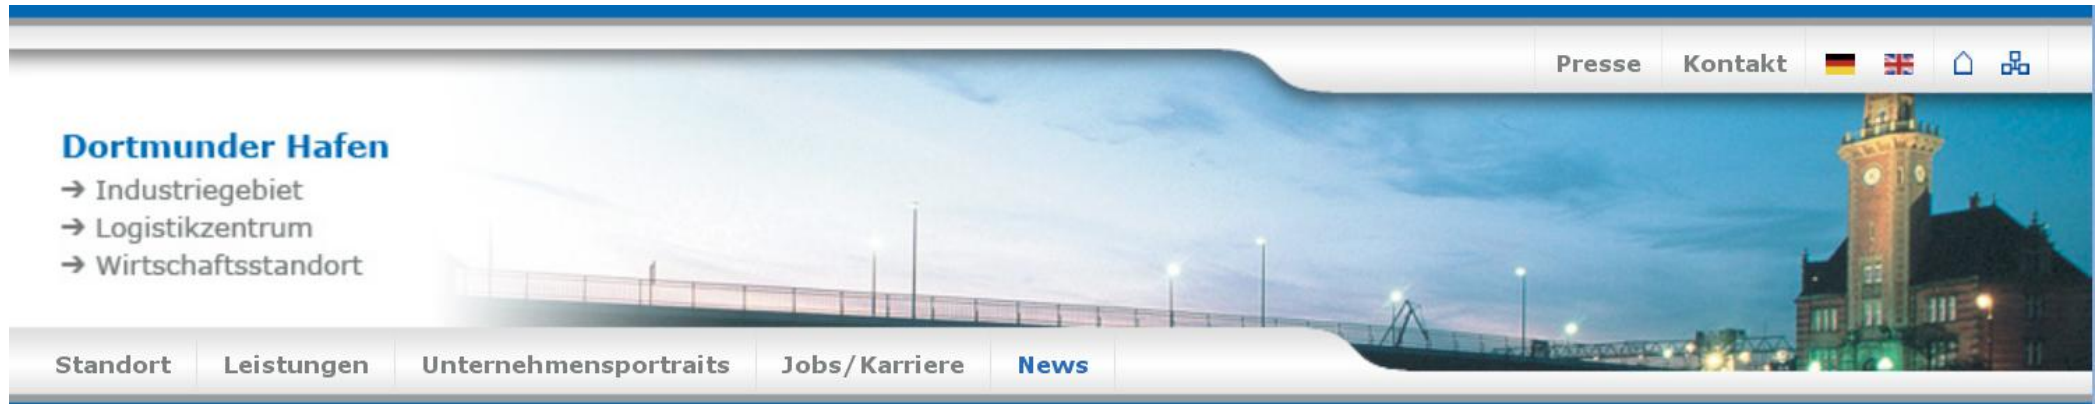 Presse Kontakt
Dortmunder Hafen
→ Industriegebiet
→ Logistikzentrum
→ Wirtschaftsstandort
Standort Leistungen Unternehmensportraits Jobs/Karriere News